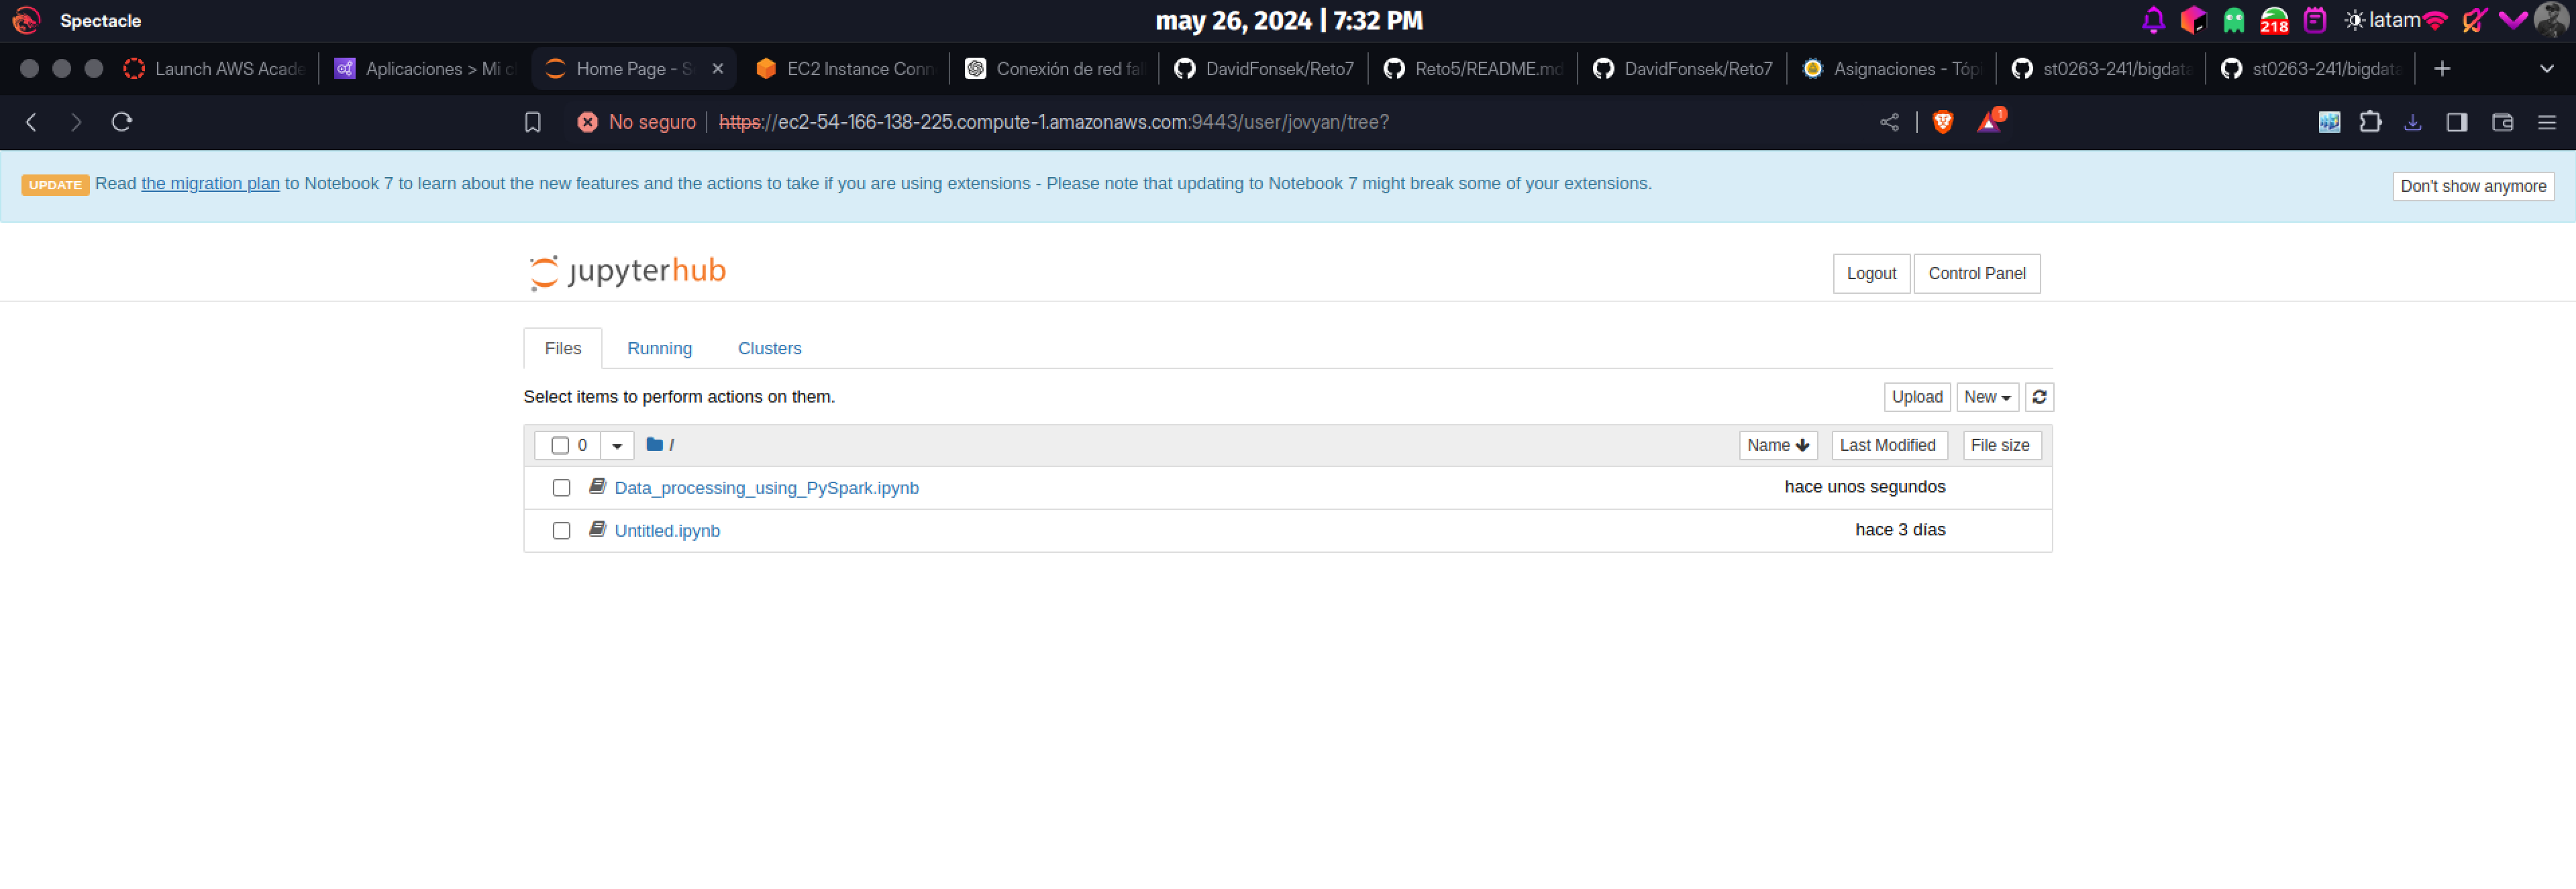 Spectacle
may 26, 2024 | 7:32 PM
218
latam
Launch AWS Acade
Aplicaciones > Mi c
Home Page - S
EC2 Instance Conn
Conexión de red fal
DavidFonsek/Reto7
Reto5/README.md
DavidFonsek/Reto7
Asignaciones - Tópi
st0263-241/bigdata
st0263-241/bigdata
No seguro
https://ec2-54-166-138-225.compute-1.amazonaws.com:9443/user/jovyan/tree?
1
UPDATE Read the migration plan to Notebook 7 to learn about the new features and the actions to take if you are using extensions - Please note that updating to Notebook 7 might break some of your extensions.
Don't show anymore
jupyterhub
Logout
Control Panel
Files
Running
Clusters
Select items to perform actions on them.
Upload
New
0
/
Name
Last Modified
File size
Data_processing_using_PySpark.ipynb
hace unos segundos
Untitled.ipynb
hace 3 días